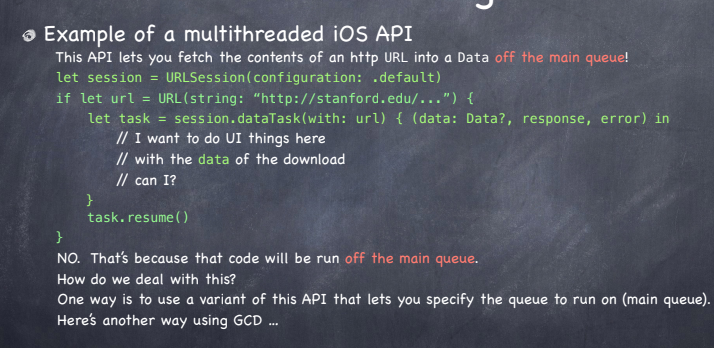 Example of a multithreaded iOS API
This API lets you fetch the contents of an http URL into a Data off the main queue!
let session = URLSession(configuration: .default)
if let url = URL(string: “http://stanford.edu/...”) {
let task = session.dataTask(with: url) { (data: Data?, response, error) in
// I want to do UI things here
// with the data of the download
// can I?
}
task.resume()
}
NO. That’s because that code will be run off the main queue.
How do we deal with this?
One way is to use a variant of this API that lets you specify the queue to run on (main queue).
Here’s another way using GCD ...